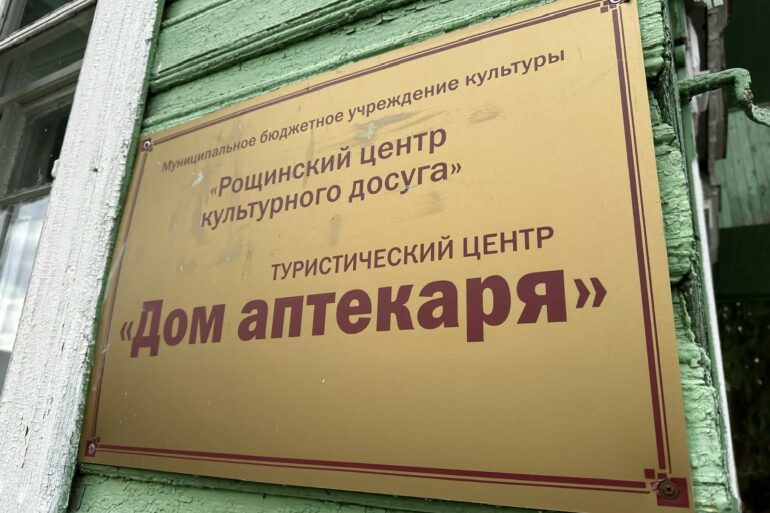 Муниципальное бюджетное учреждение культуры
«Рощинский центр
культурного досуга»
ТУРИСТИЧЕСКИЙ ЦЕНТР
«Дом аптекаря»